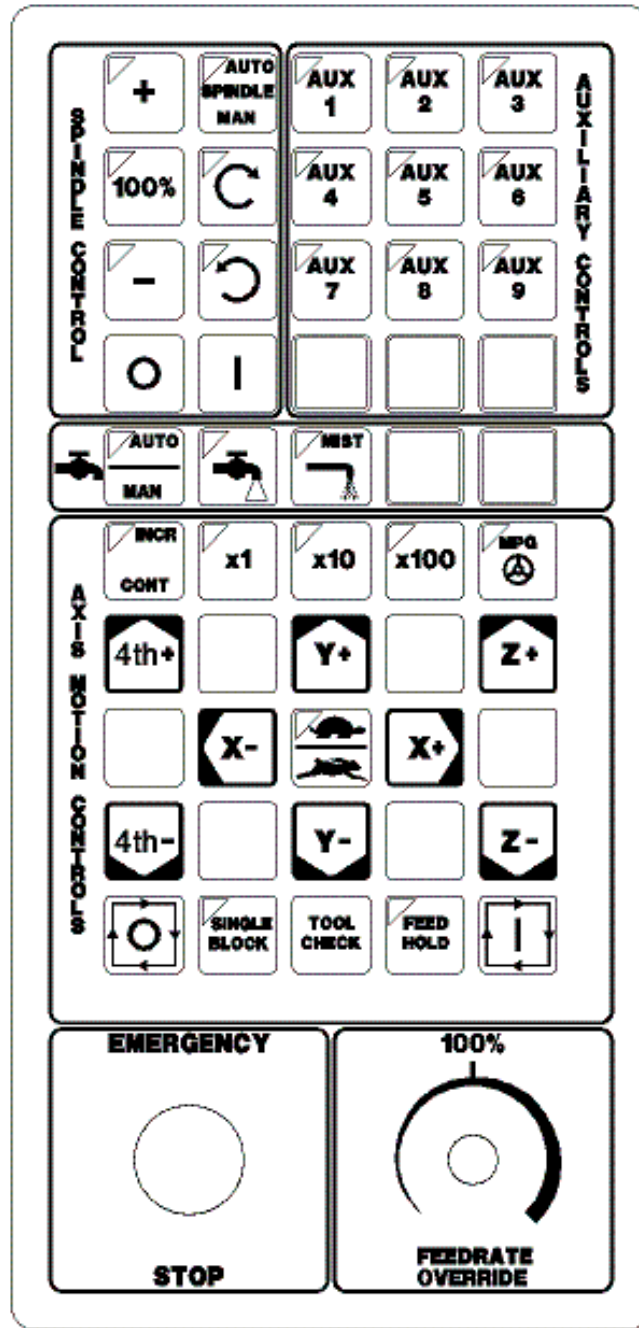 SPINDLE CONTROL
+
AUTO
SPINDLE
MAN
100%
-
O
I
AUX
1
AUX
2
AUX
3
AUX
4
AUX
5
AUX
6
AUX
7
AUX
8
AUX
9
AUXILIARY CONTROLS
AUTO
MAN
MIST
AXIS MOTION CONTROLS
INCR
CONT
x1
x10
x100
MPG
4th+
Y+
Z+
X-
X+
4th-
Y-
Z-
O
SINGLE
BLOCK
TOOL
CHECK
FEED
HOLD
I
EMERGENCY
STOP
100%
FEEDRATE
OVERRIDE